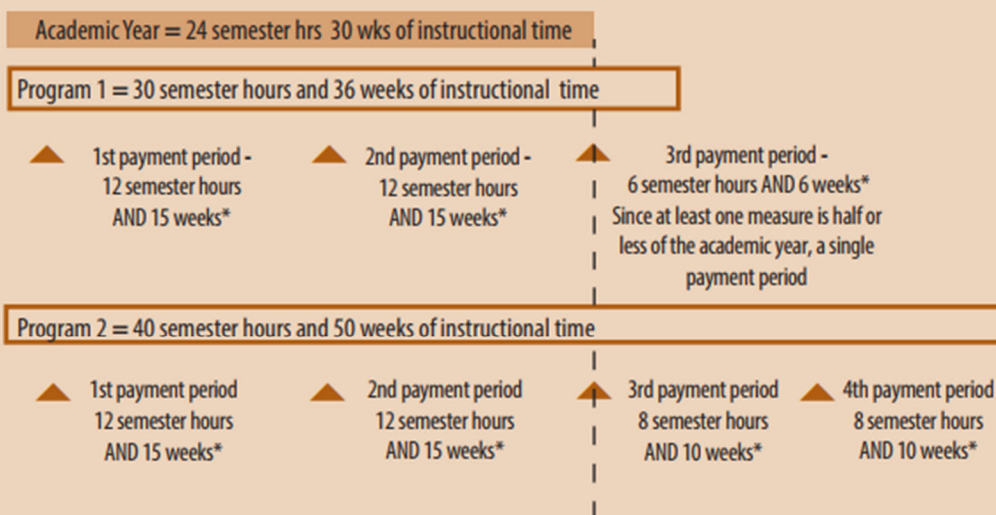 Academic Year = 24 semester hrs 30 wks of instructional time
Program 1 = 30 semester hours and 36 weeks of instructional time
1st payment period -
12 semester hours
AND 15 weeks*
2nd payment period -
12 semester hours
AND 15 weeks*
3rd payment period -
6 semester hours AND 6 weeks*
Since at least one measure is half or
less of the academic year, a single
payment period
Program 2 = 40 semester hours and 50 weeks of instructional time
1st payment period
12 semester hours
AND 15 weeks*
2nd payment period
12 semester hours
AND 15 weeks*
3rd payment period
8 semester hours
AND 10 weeks*
4th payment period
8 semester hours
AND 10 weeks*